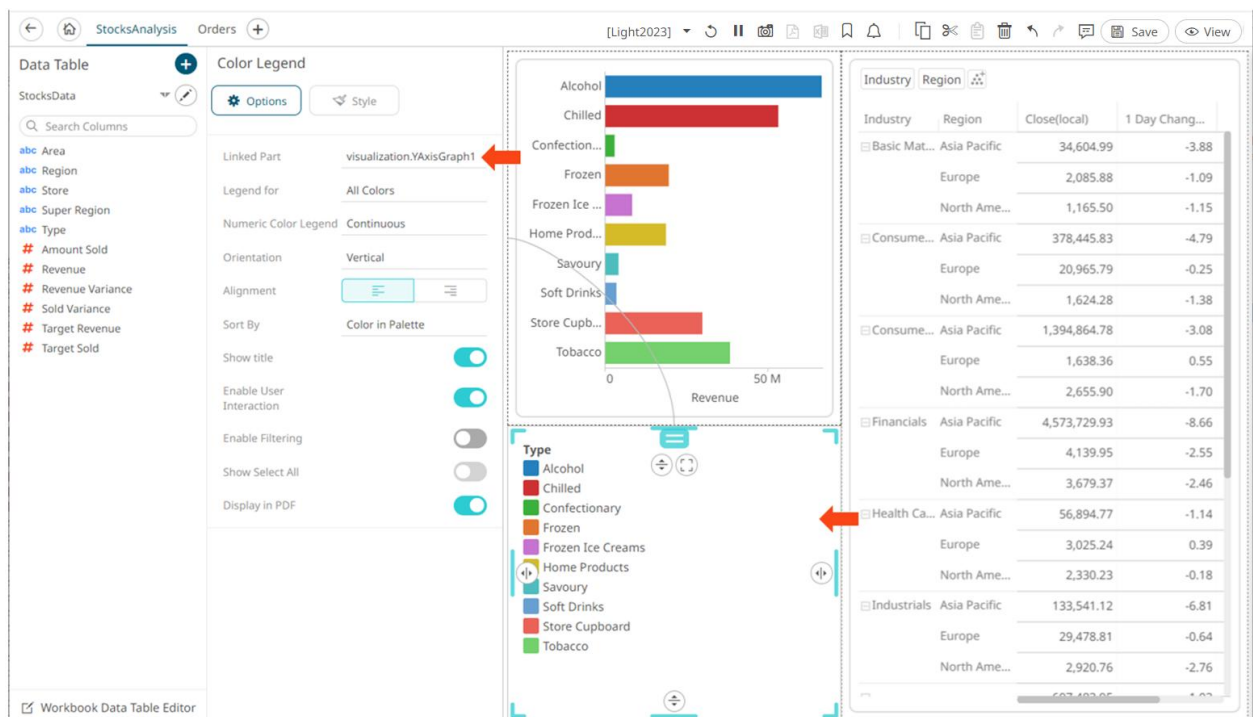 StocksAnalysis Orders
[Light2023] Save View
Data Table
StocksData
Search Columns
abc Area
abc Region
abc Store
abc Super Region
abc Type
# Amount Sold
# Revenue
# Revenue Variance
# Sold Variance
# Target Revenue
# Target Sold
Workbook Data Table Editor
Color Legend
Options Style
Linked Part visualization.YAxisGraph1
Legend for All Colors
Numeric Color Legend Continuous
Orientation Vertical
Alignment
Sort By Color in Palette
Show title
Enable User
Interaction
Enable Filtering
Show Select All
Display in PDF
Alcohol
Chilled
Confection...
Frozen
Frozen Ice ...
Home Prod...
Savoury
Soft Drinks
Store Cupb...
Tobacco
0 50 M
Revenue
Type
Alcohol
Chilled
Confectionary
Frozen
Frozen Ice Creams
Home Products
Savoury
Soft Drinks
Store Cupboard
Tobacco
Industry Region
Industry Region Close(local) 1 Day Chang...
Basic Mat... Asia Pacific 34,604.99 -3.88
Europe 2,085.88 -1.09
North Ame... 1,165.50 -1.15
Consume... Asia Pacific 378,445.83 -4.79
Europe 20,965.79 -0.25
North Ame... 1,624.28 -1.38
Consume... Asia Pacific 1,394,864.78 -3.08
Europe 1,638.36 0.55
North Ame... 2,655.90 -1.70
Financials Asia Pacific 4,573,729.93 -8.66
Europe 4,139.95 -2.55
North Ame... 3,679.37 -2.46
Health Ca... Asia Pacific 56,894.77 -1.14
Europe 3,025.24 0.39
North Ame... 2,330.23 -0.18
Industrials Asia Pacific 133,541.12 -6.81
Europe 29,478.81 -0.64
North Ame... 2,920.76 -2.76